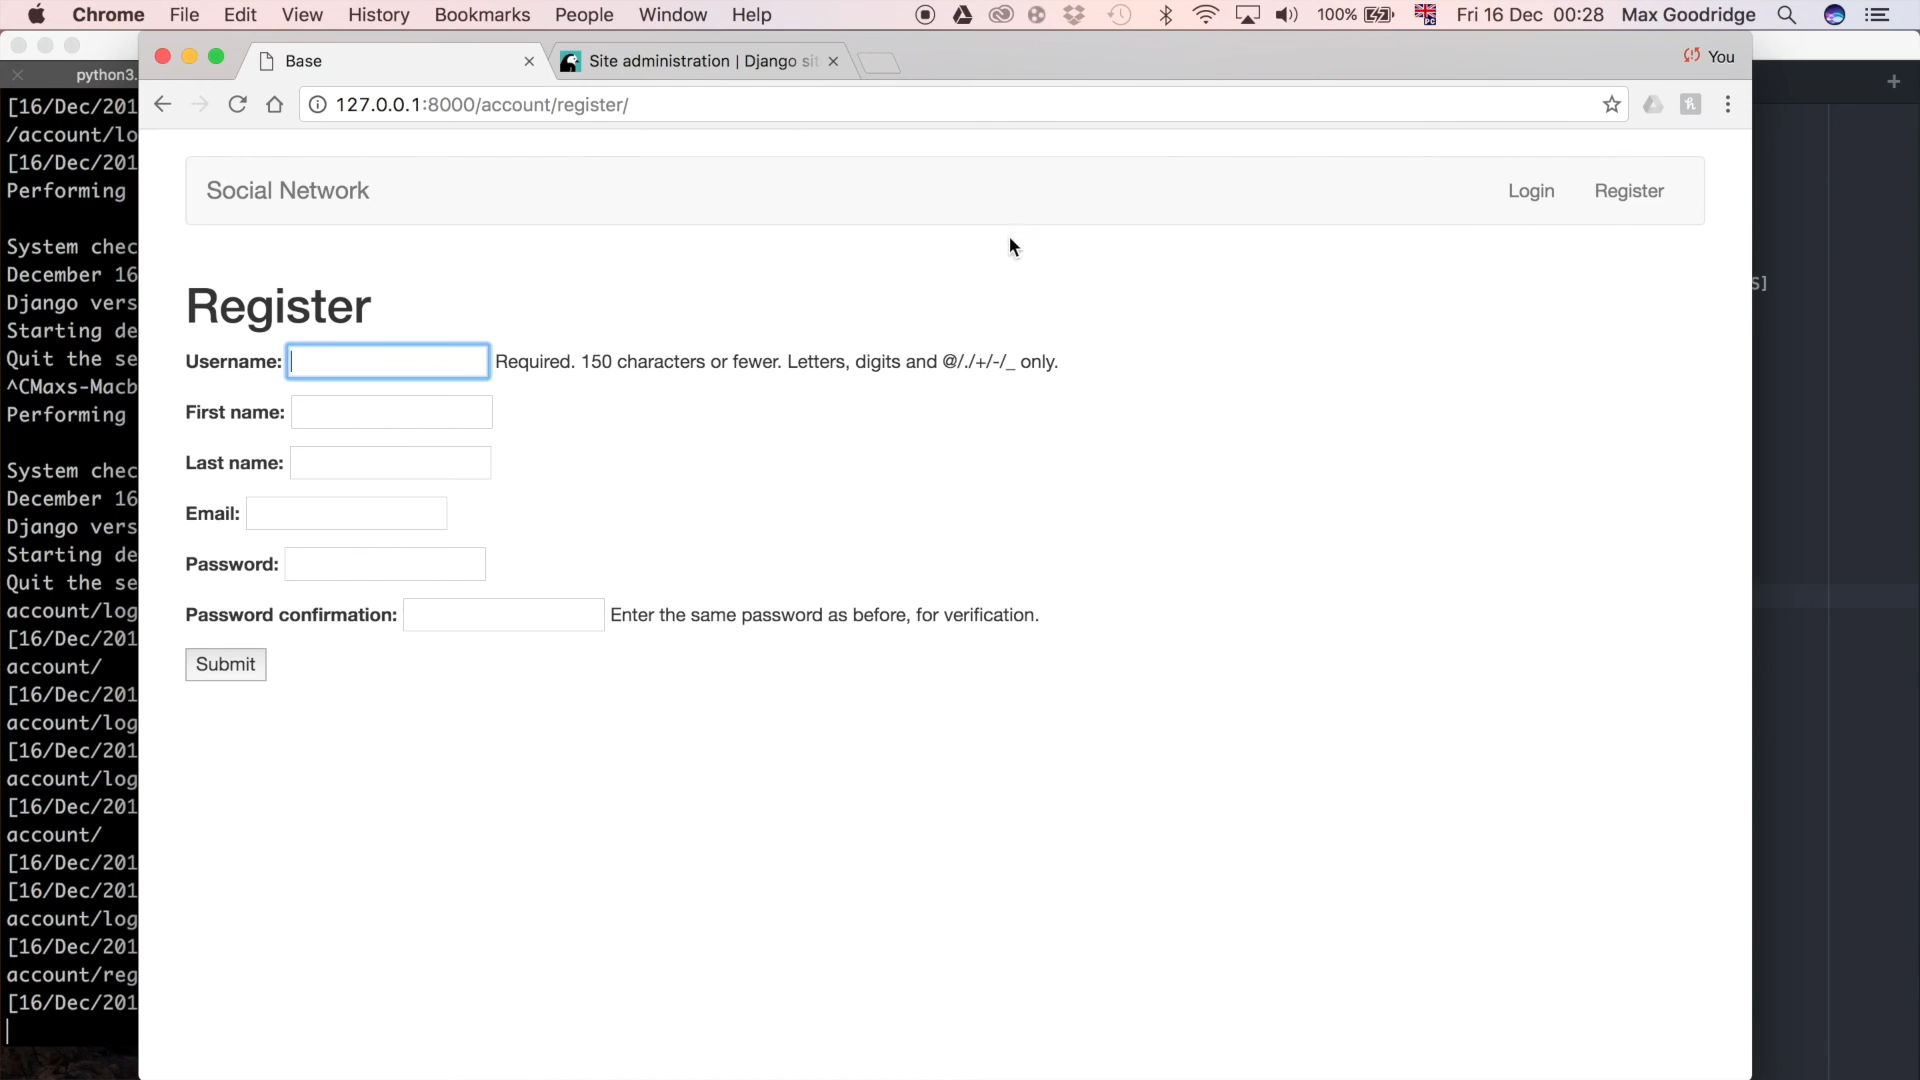 Chrome File Edit View History Bookmarks People Window Help 100% Fri 16 Dec 00:28 Max Goodridge
python3.
Base
Site administration | Django sit
You
127.0.0.1:8000/account/register/
Social Network
Login
Register
Register
Username: Required. 150 characters or fewer. Letters, digits and @/./+/-/_ only.
First name:
Last name:
Email:
Password:
Password confirmation: Enter the same password as before, for verification.
Submit
[16/Dec/201
/account/lo
[16/Dec/201
Performing
System chec
December 16
Django vers
Starting de
Quit the se
^CMaxs-Macb
Performing
System chec
December 16
Django vers
Starting de
Quit the se
account/log
[16/Dec/201
account/
[16/Dec/201
account/log
[16/Dec/201
account/log
[16/Dec/201
account/
[16/Dec/201
[16/Dec/201
account/log
[16/Dec/201
account/reg
[16/Dec/201
S]